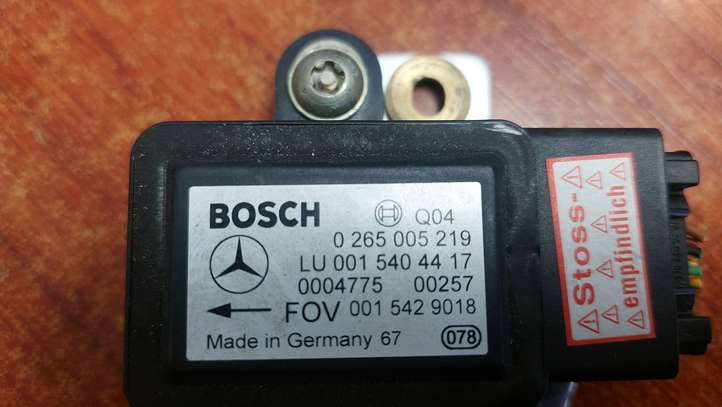 BOSCH
Q04
0 265 005 219
LU 001 540 44 17
0004775 00257
FOV 001 542 9018
Made in Germany 67
078
Stoss-
empfindlich